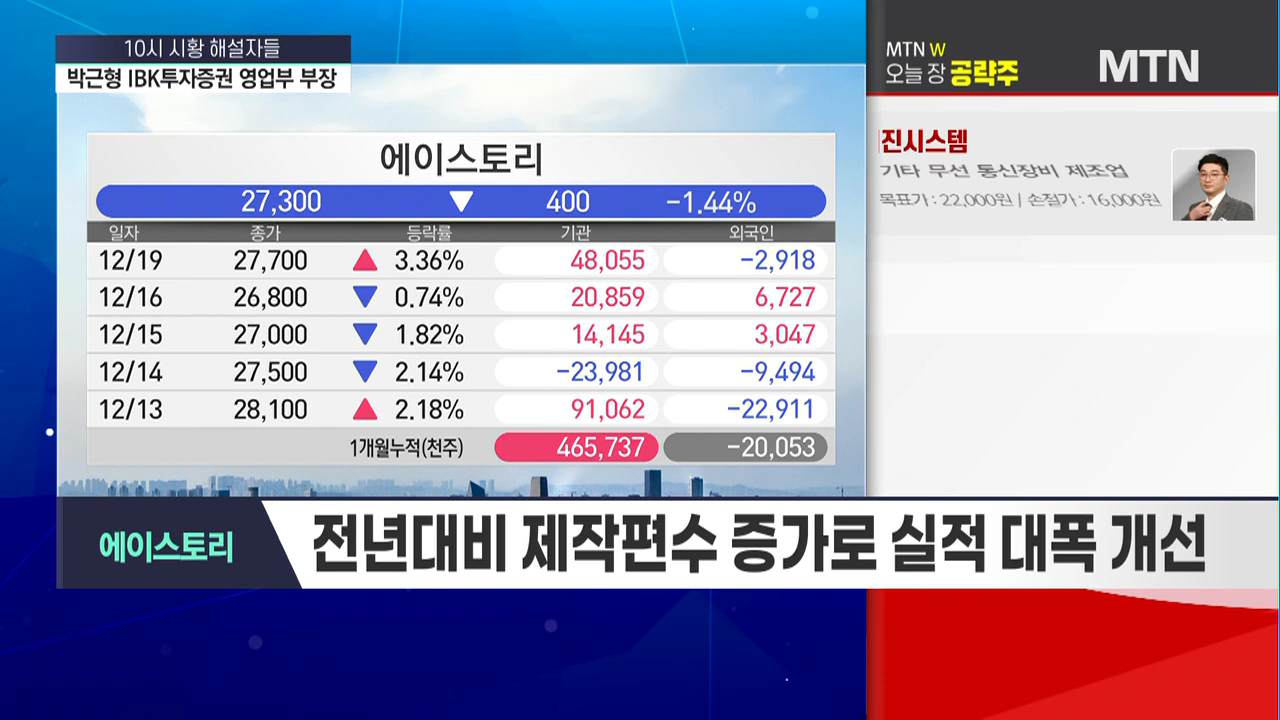 10시 시황 해설자들
박근형 IBK투자증권 영업부 부장
에이스토리
27,300 ▼ 400 -1.44%
일자 종가 등락률 기관 외국인
12/19 27,700 ▲ 3.36% 48,055 -2,918
12/16 26,800 ▼ 0.74% 20,859 6,727
12/15 27,000 ▼ 1.82% 14,145 3,047
12/14 27,500 ▼ 2.14% -23,981 -9,494
12/13 28,100 ▲ 2.18% 91,062 -22,911
1개월누적(천주) 465,737 -20,053
에이스토리
전년대비 제작편수 증가로 실적 대폭 개선
MTN W
오늘 장 공략주
MTN
진시스템
기타 무선 통신장비 제조업
목표가 : 22,000원 / 손절가 : 16,000원